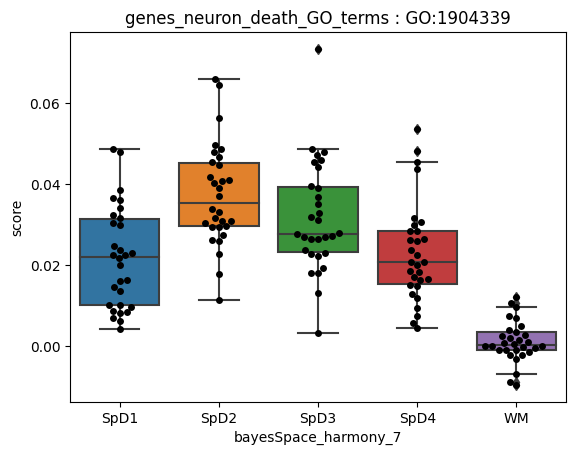 genes_neuron_death_GO_terms : GO:1904339
score
0.06
0.04
0.02
0.00
SpD1 SpD2 SpD3 SpD4 WM
bayesSpace_harmony_7